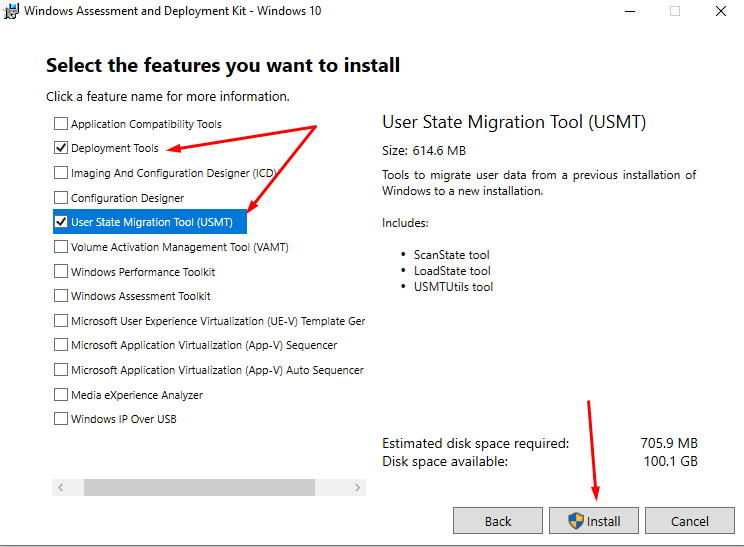 Windows Assessment and Deployment Kit - Windows 10
Select the features you want to install
Click a feature name for more information.
Application Compatibility Tools
Deployment Tools
Imaging And Configuration Designer (ICD)
Configuration Designer
User State Migration Tool (USMT)
Volume Activation Management Tool (VAMT)
Windows Performance Toolkit
Windows Assessment Toolkit
Microsoft User Experience Virtualization (UE-V) Template Ger
Microsoft Application Virtualization (App-V) Sequencer
Microsoft Application Virtualization (App-V) Auto Sequencer
Media eXperience Analyzer
Windows IP Over USB
User State Migration Tool (USMT)
Size: 614.6 MB
Tools to migrate user data from a previous installation of
Windows to a new installation.
Includes:
• ScanState tool
• LoadState tool
• USMTUtils tool
Estimated disk space required: 705.9 MB
Disk space available: 100.1 GB
Back
Install
Cancel